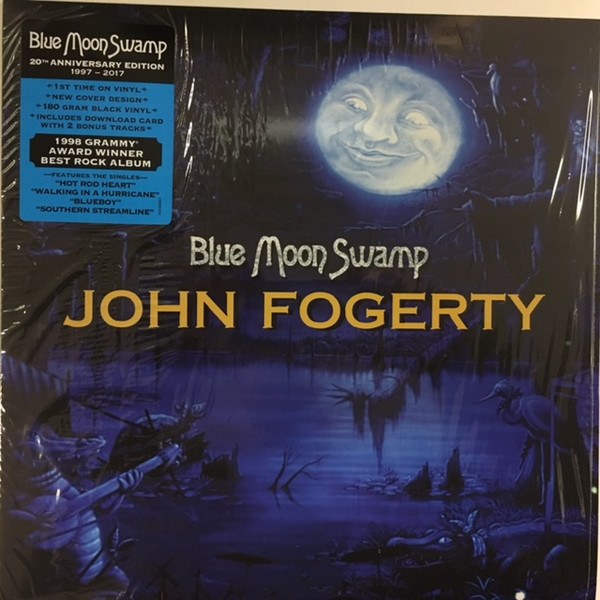 Blue Moon Swamp
20TH ANNIVERSARY EDITION
1997 – 2017
+1ST TIME ON VINYL+
+NEW COVER DESIGN+
+180 GRAM BLACK VINYL+
+INCLUDES DOWNLOAD CARD
WITH 2 BONUS TRACKS+
1998 GRAMMY®
AWARD WINNER
BEST ROCK ALBUM
—FEATURES THE SINGLES—
"HOT ROD HEART"
"WALKING IN A HURRICANE"
"BLUEBOY"
"SOUTHERN STREAMLINE"
Blue Moon Swamp
JOHN FOGERTY